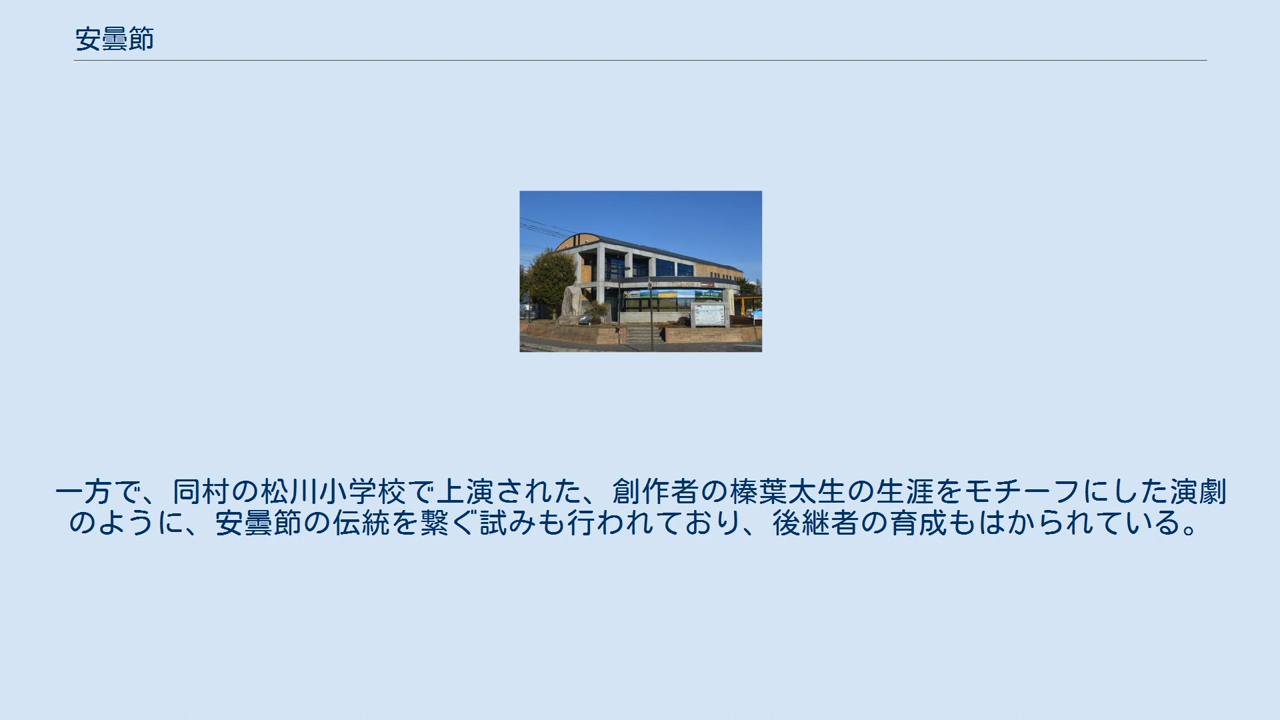 安曇節
一方で、同村の松川小学校で上演された、創作者の榛葉太生の生涯をモチーフにした演劇
のように、安曇節の伝統を繋ぐ試みも行われており、後継者の育成もはかられている。